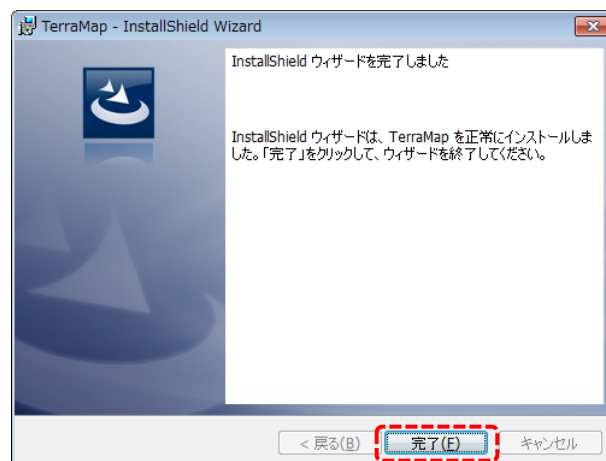 TerraMap - InstallShield Wizard
InstallShield ウィザードを完了しました
InstallShield ウィザードは、TerraMap を正常にインストールしま
した。「完了」をクリックして、ウィザードを終了してください。
< 戻る(B) 完了(F) キャンセル